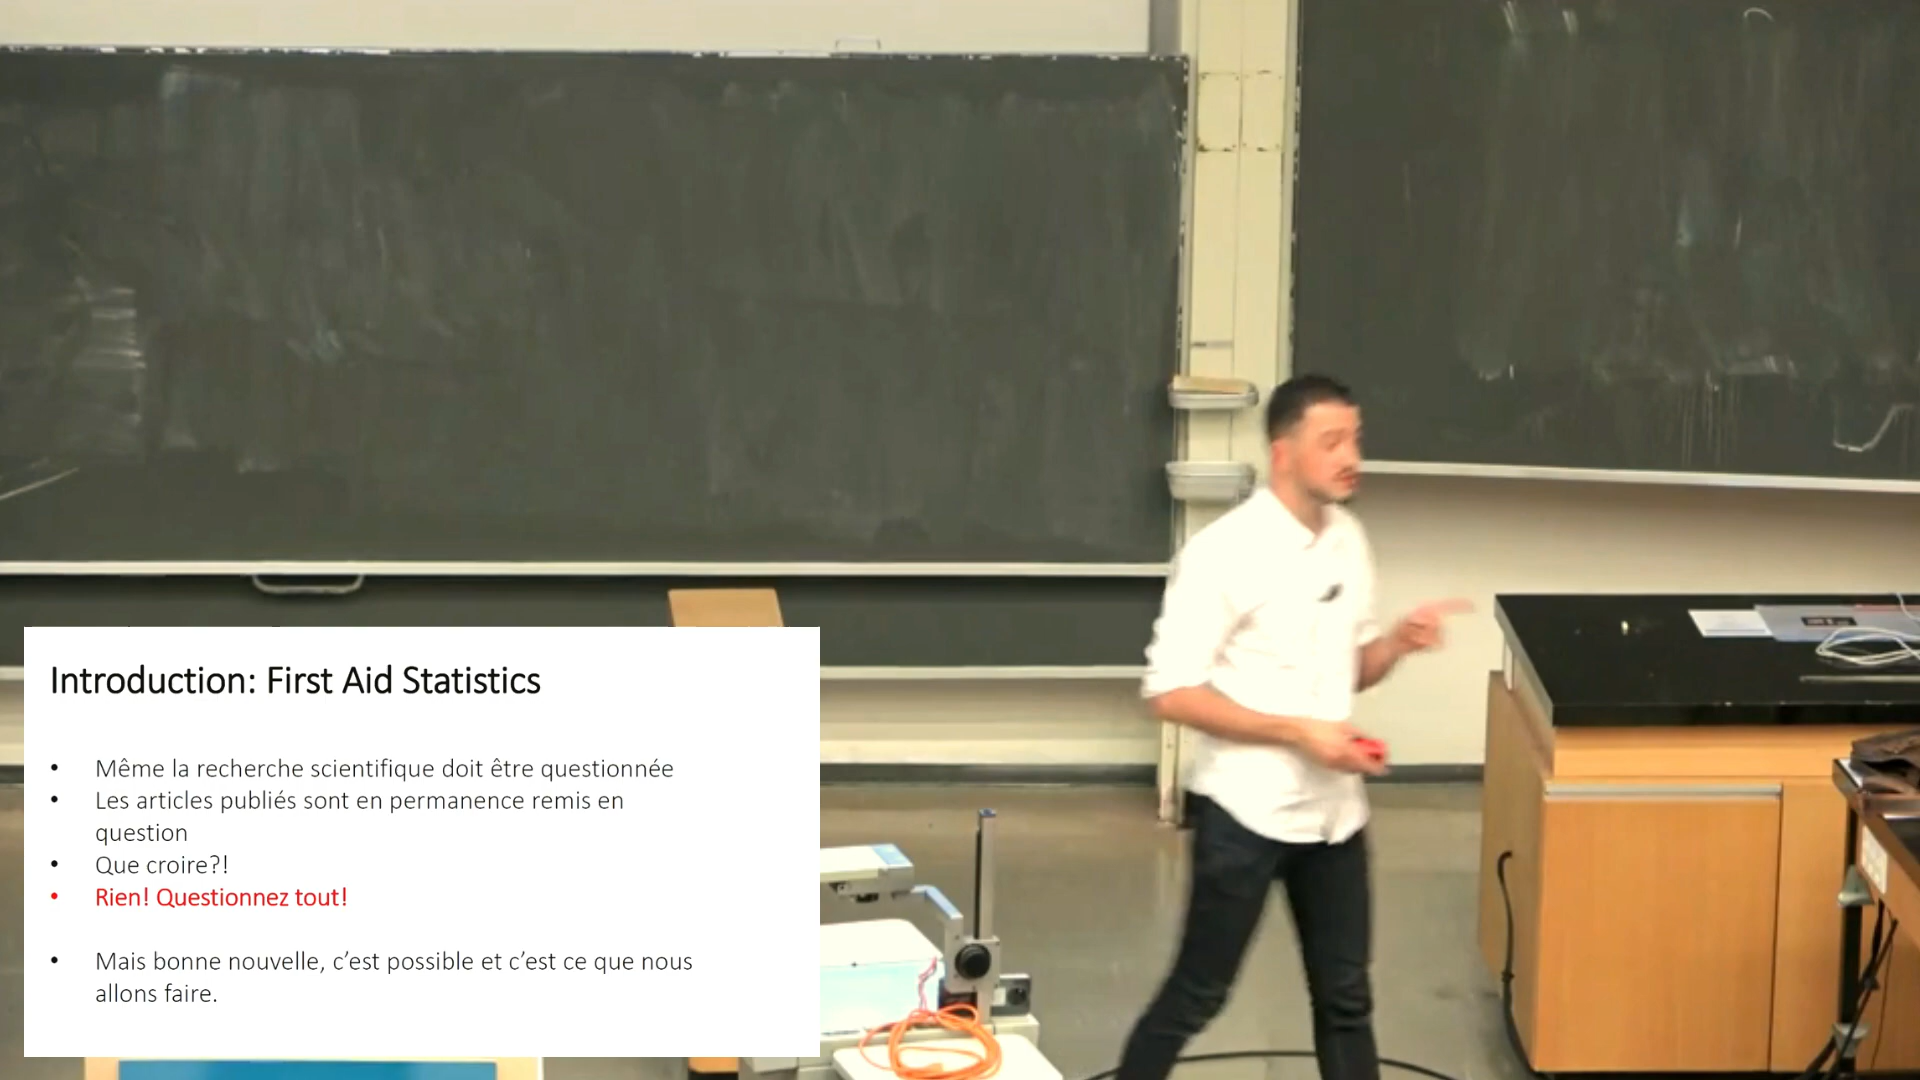 Introduction: First Aid Statistics
• Même la recherche scientifique doit être questionnée
• Les articles publiés sont en permanence remis en
question
• Que croire?!
• Rien! Questionnez tout!
• Mais bonne nouvelle, c’est possible et c’est ce que nous
allons faire.